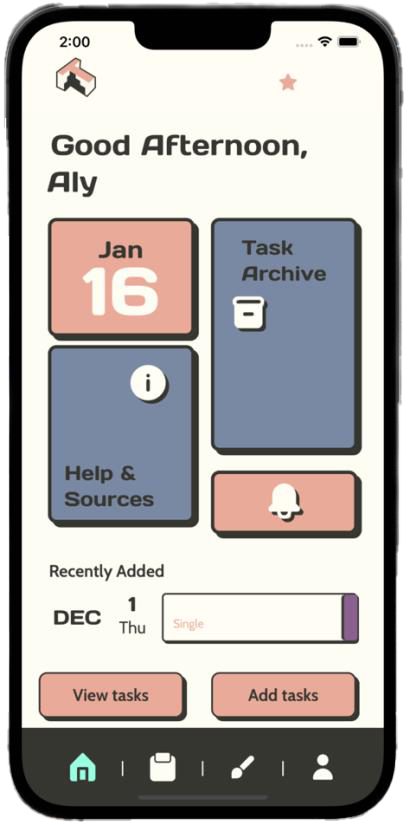 2:00
Good Afternoon,
Aly
Jan
16
Task
Archive
i
Help &
Sources
Recently Added
DEC
1
Thu
Single
View tasks
Add tasks